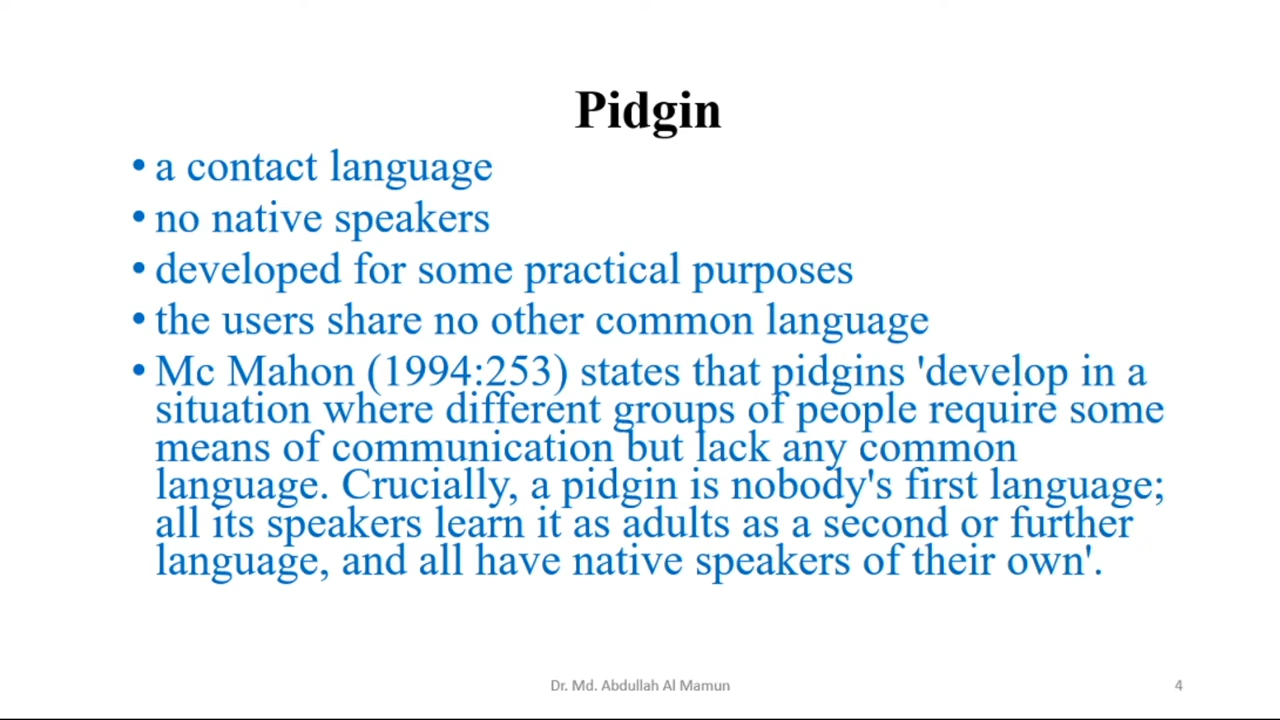 Pidgin
• a contact language
• no native speakers
• developed for some practical purposes
• the users share no other common language
• Mc Mahon (1994:253) states that pidgins 'develop in a
situation where different groups of people require some
means of communication but lack any common
language. Crucially, a pidgin is nobody's first language;
all its speakers learn it as adults as a second or further
language, and all have native speakers of their own'.
Dr. Md. Abdullah Al Mamun
4